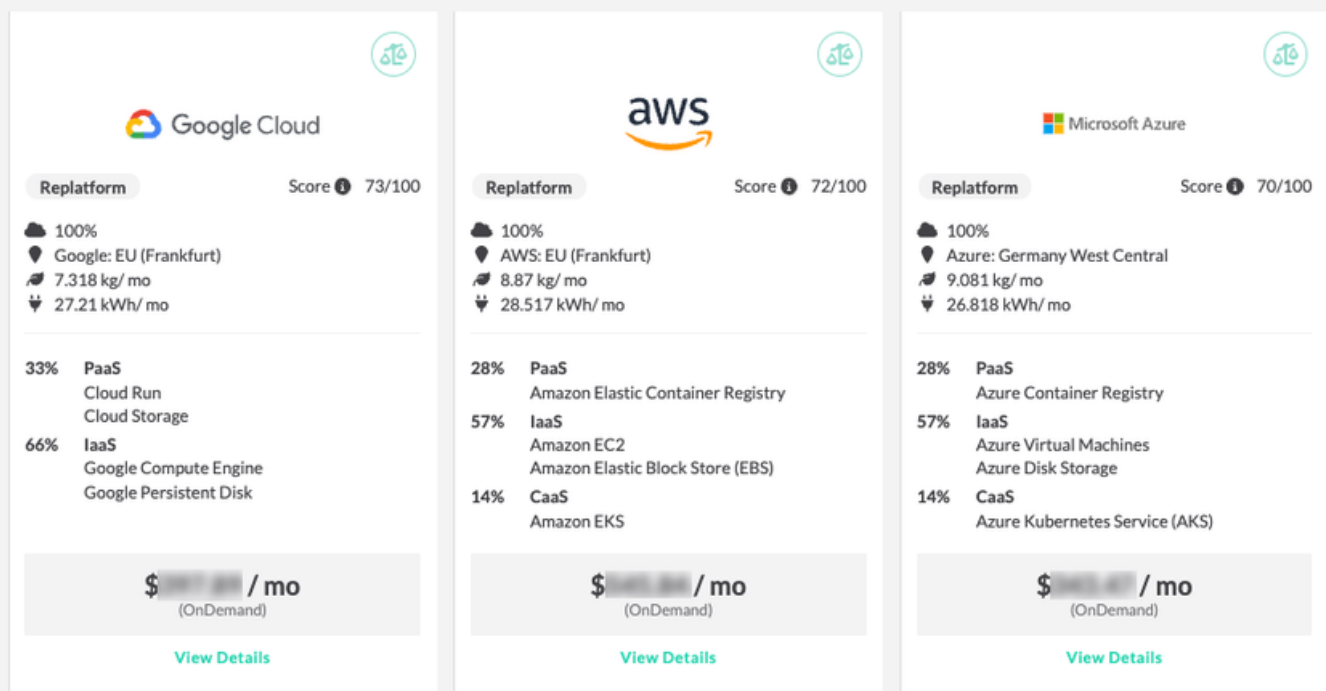 Google Cloud
Replatform Score 73/100
100%
Google: EU (Frankfurt)
7.318 kg/ mo
27.21 kWh/ mo
33% PaaS
Cloud Run
Cloud Storage
66% IaaS
Google Compute Engine
Google Persistent Disk
$ / mo
(OnDemand)
View Details
aws
Replatform Score 72/100
100%
AWS: EU (Frankfurt)
8.87 kg/ mo
28.517 kWh/ mo
28% PaaS
Amazon Elastic Container Registry
57% IaaS
Amazon EC2
Amazon Elastic Block Store (EBS)
14% CaaS
Amazon EKS
$ / mo
(OnDemand)
View Details
Microsoft Azure
Replatform Score 70/100
100%
Azure: Germany West Central
9.081 kg/ mo
26.818 kWh/ mo
28% PaaS
Azure Container Registry
57% IaaS
Azure Virtual Machines
Azure Disk Storage
14% CaaS
Azure Kubernetes Service (AKS)
$ / mo
(OnDemand)
View Details